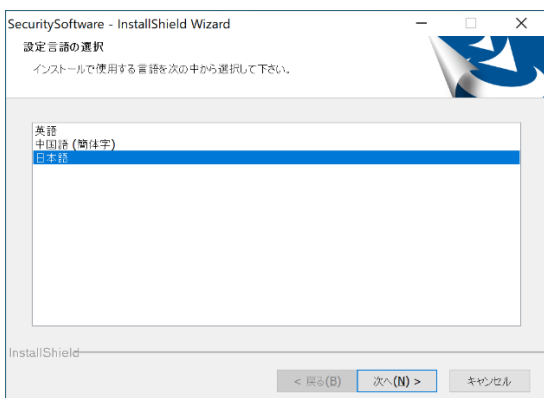 SecuritySoftware - InstallShield Wizard
設定言語の選択
インストールで使用する言語を次の中から選択して下さい。
英語
中国語 (簡体字)
日本語
InstallShield
< 戻る(B)
次へ(N) >
キャンセル